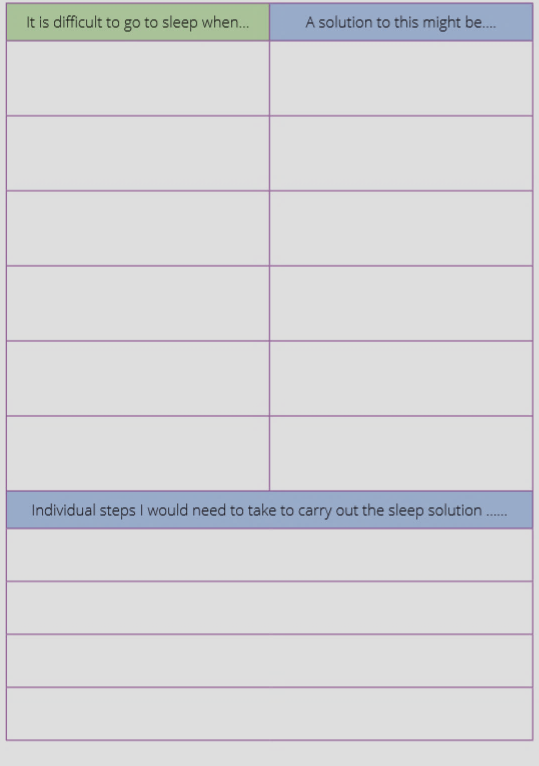 It is difficult to go to sleep when...
A solution to this might be....
Individual steps I would need to take to carry out the sleep solution ......